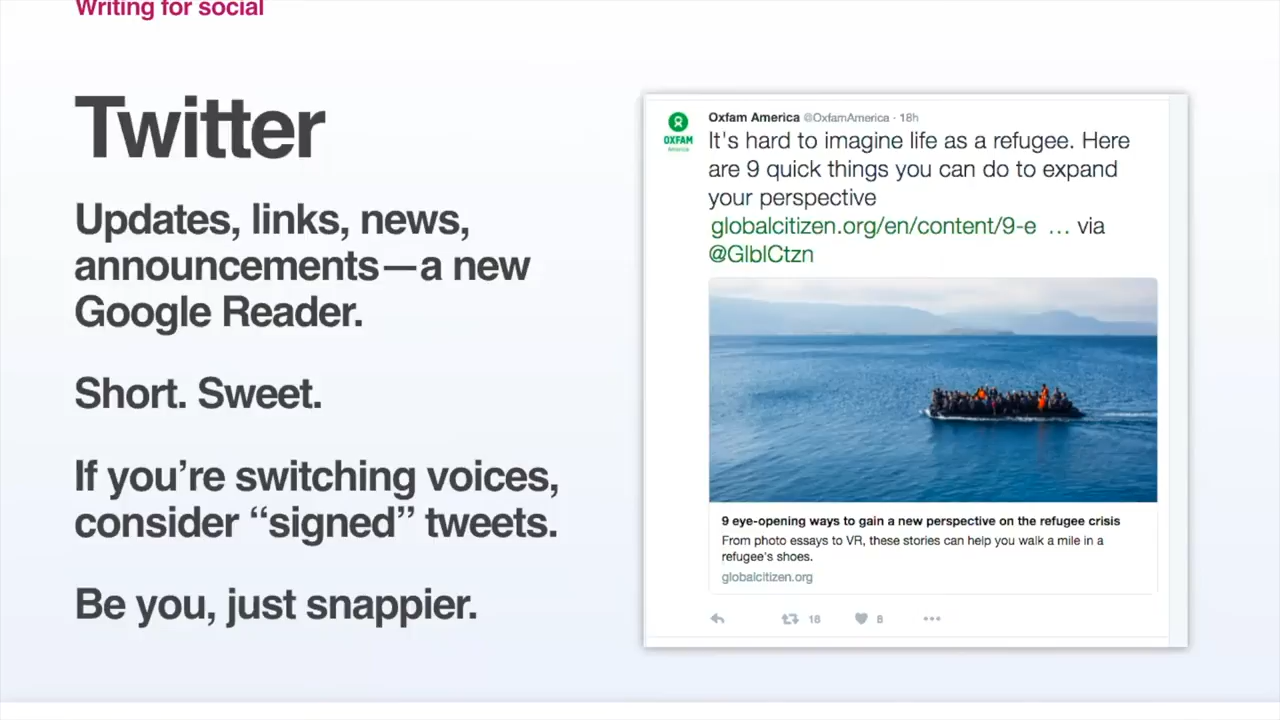 Writing for social
Twitter
Updates, links, news,
announcements—a new
Google Reader.
Short. Sweet.
If you’re switching voices,
consider “signed” tweets.
Be you, just snappier.
OXFAM
America
Oxfam America @OxfamAmerica · 18h
It's hard to imagine life as a refugee. Here
are 9 quick things you can do to expand
your perspective
globalcitizen.org/en/content/9-e … via
@GlblCtzn
9 eye-opening ways to gain a new perspective on the refugee crisis
From photo essays to VR, these stories can help you walk a mile in a
refugee's shoes.
globalcitizen.org
18
8